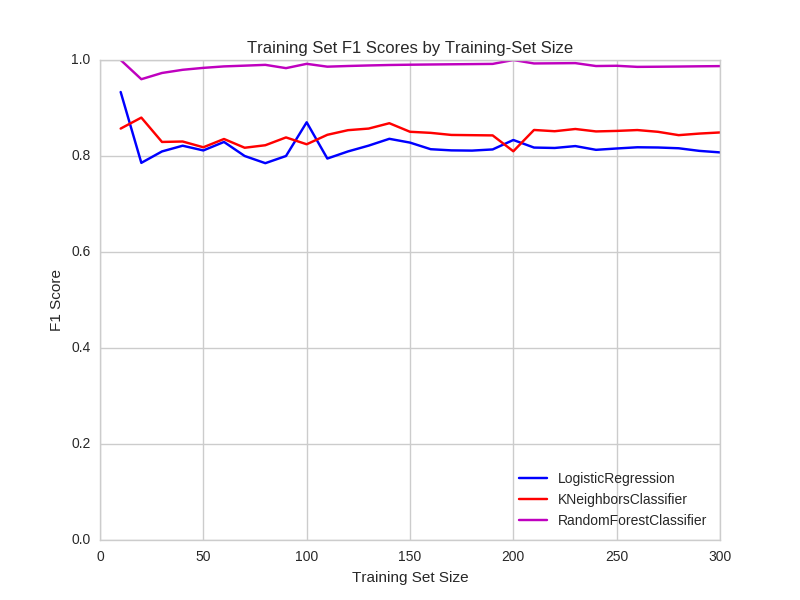 Training Set F1 Scores by Training-Set Size
1.0
0.8
0.6
0.4
0.2
0.0
F1 Score
0 50 100 150 200 250 300
Training Set Size
LogisticRegression
KNeighborsClassifier
RandomForestClassifier